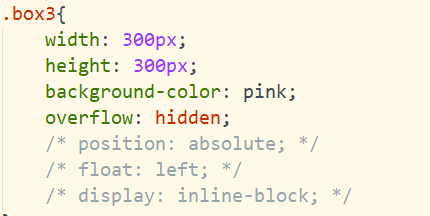 .box3{
width: 300px;
height: 300px;
background-color: pink;
overflow: hidden;
/* position: absolute; */
/* float: left; */
/* display: inline-block; */